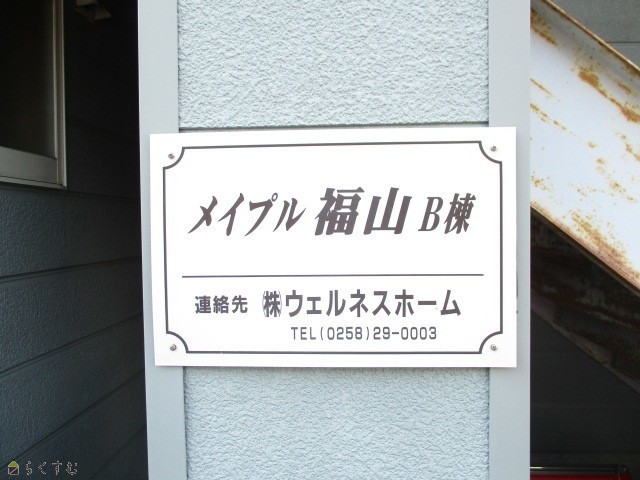 メイプル 福山 B棟
連絡先 ㈱ウェルネスホーム
TEL(0258)29-0003
らくすむ